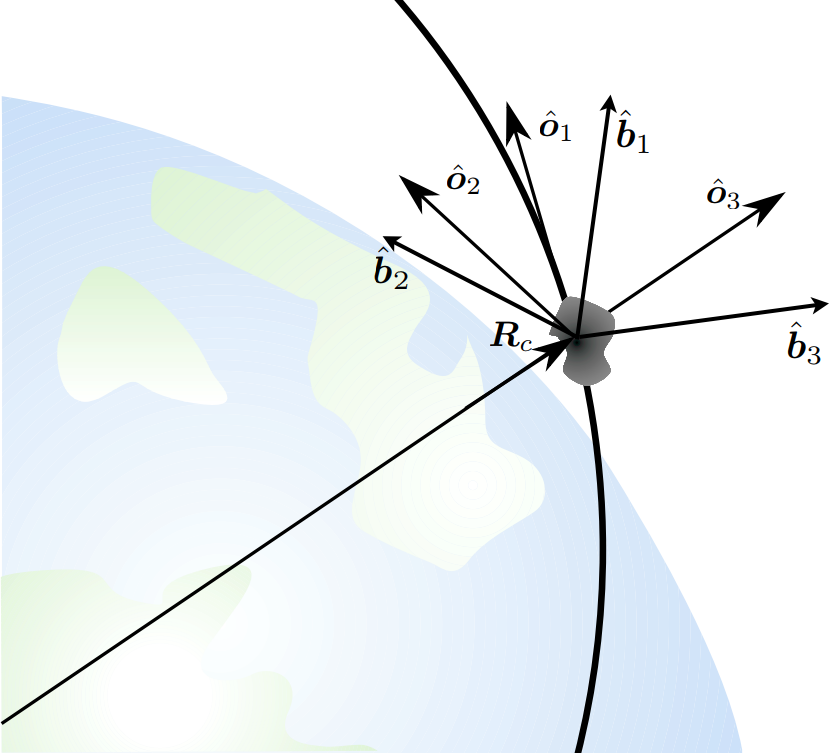 ô₁
b̂₁
ô₂
ô₃
b̂₂
R_c
b̂₃